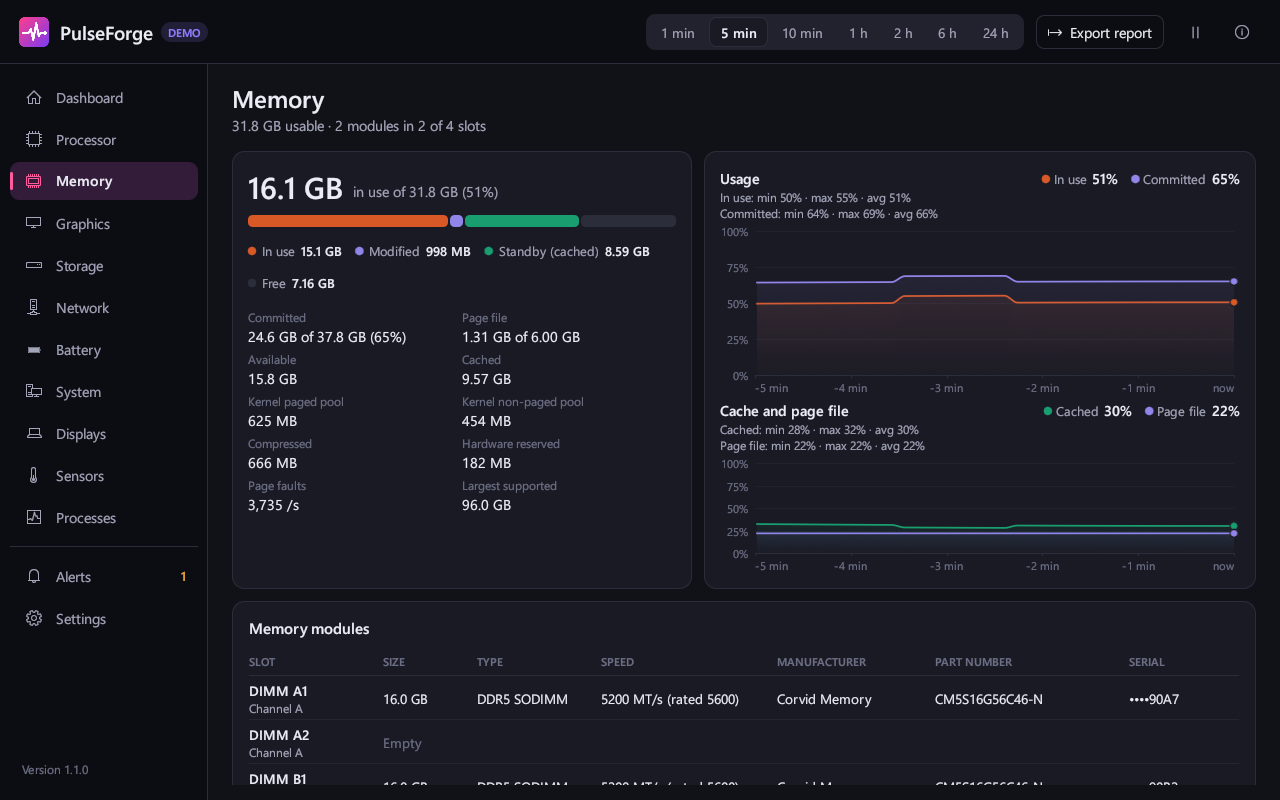 PulseForge DEMO
1 min 5 min 10 min 1 h 2 h 6 h 24 h
Export report
Dashboard
Processor
Memory
Graphics
Storage
Network
Battery
System
Displays
Sensors
Processes
Alerts 1
Settings
Version 1.1.0
Memory
31.8 GB usable · 2 modules in 2 of 4 slots
16.1 GB in use of 31.8 GB (51%)
In use 15.1 GB Modified 998 MB Standby (cached) 8.59 GB
Free 7.16 GB
Committed Page file
24.6 GB of 37.8 GB (65%) 1.31 GB of 6.00 GB
Available Cached
15.8 GB 9.57 GB
Kernel paged pool Kernel non-paged pool
625 MB 454 MB
Compressed Hardware reserved
666 MB 182 MB
Page faults Largest supported
3,735 /s 96.0 GB
Usage In use 51% Committed 65%
In use: min 50% · max 55% · avg 51%
Committed: min 64% · max 69% · avg 66%
100%
75%
50%
25%
0%
-5 min -4 min -3 min -2 min -1 min now
Cache and page file Cached 30% Page file 22%
Cached: min 28% · max 32% · avg 30%
Page file: min 22% · max 22% · avg 22%
100%
75%
50%
25%
0%
-5 min -4 min -3 min -2 min -1 min now
Memory modules
SLOT SIZE TYPE SPEED MANUFACTURER PART NUMBER SERIAL
DIMM A1 16.0 GB DDR5 SODIMM 5200 MT/s (rated 5600) Corvid Memory CM5S16G56C46-N ••••90A7
Channel A
DIMM A2 Empty
Channel A
DIMM B1